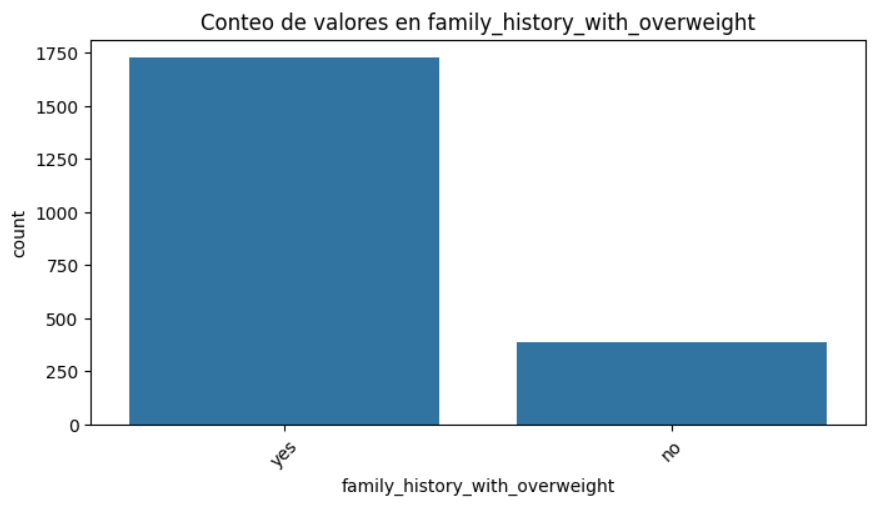 Conteo de valores en family_history_with_overweight
1750
1500
1250
1000
750
500
250
0
count
yes
no
family_history_with_overweight